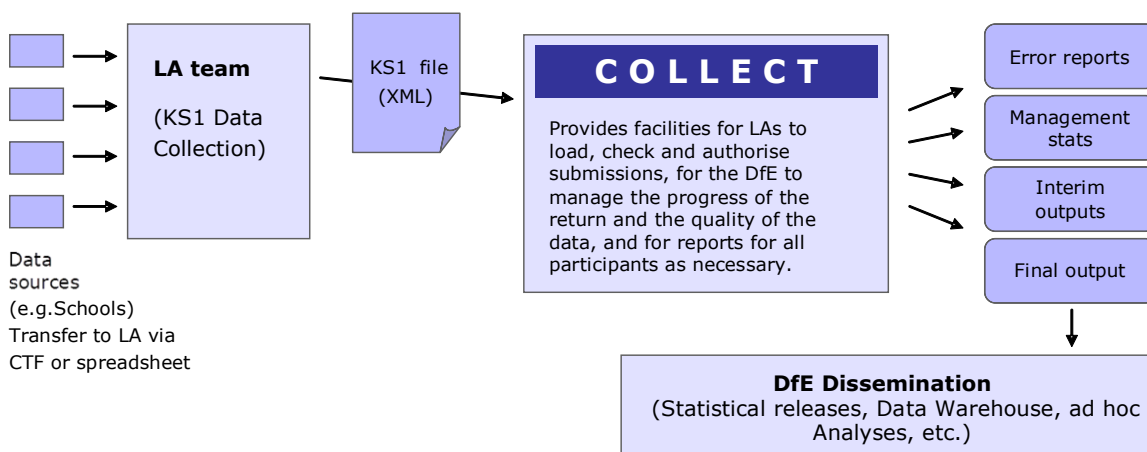 LA team
(KS1 Data
Collection)
Data
sources
(e.g.Schools)
Transfer to LA via
CTF or spreadsheet
KS1 file
(XML)
COLLECT
Provides facilities for LAs to
load, check and authorise
submissions, for the DfE to
manage the progress of the
return and the quality of the
data, and for reports for all
participants as necessary.
Error reports
Management
stats
Interim
outputs
Final output
DfE Dissemination
(Statistical releases, Data Warehouse, ad hoc
Analyses, etc.)